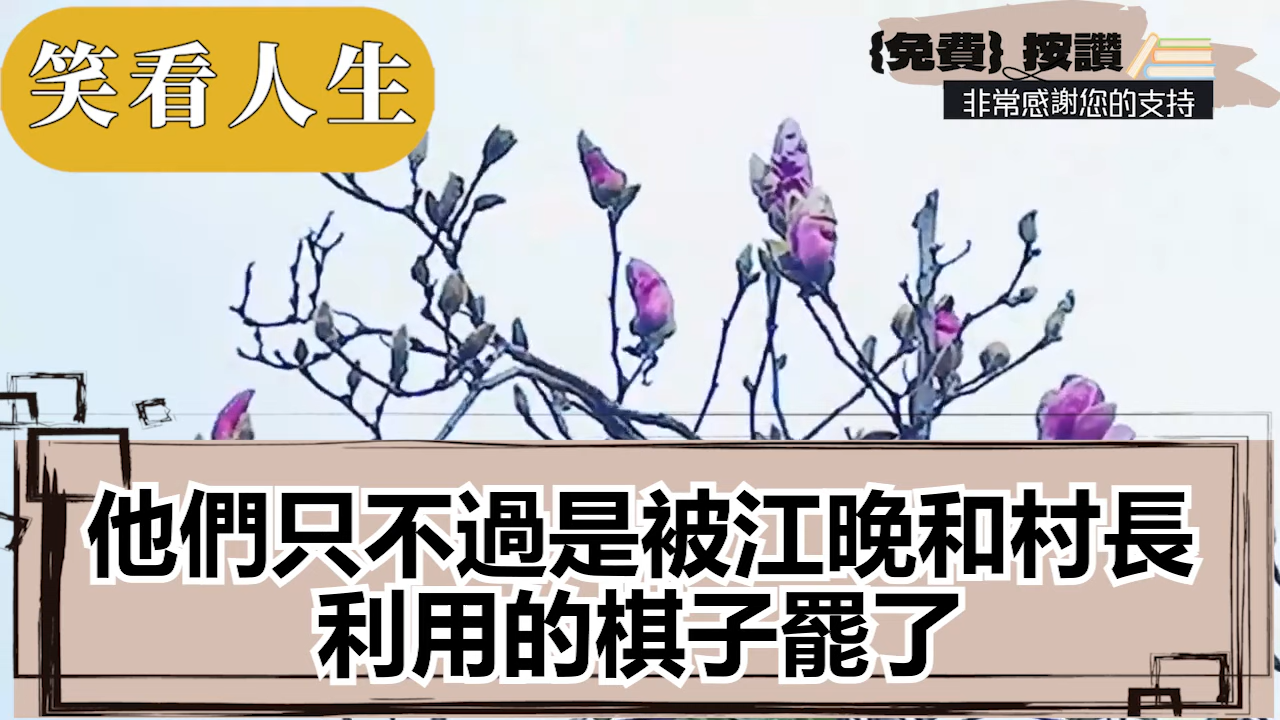 笑看人生
{免費} 按讚
非常感謝您的支持
他們只不過是被江晚和村長
利用的棋子罷了